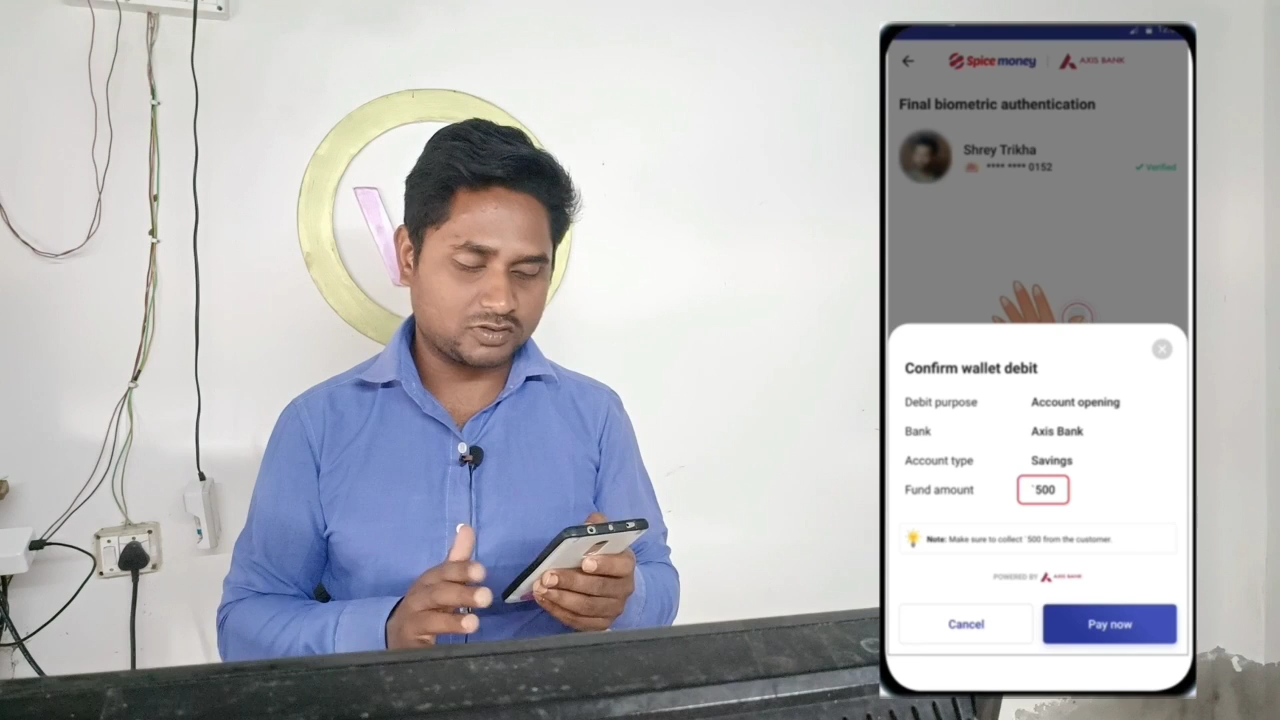 Spice money | AXIS BANK
Final biometric authentication
Shrey Trikha
**** **** 0152 Verified
Confirm wallet debit
Debit purpose Account opening
Bank Axis Bank
Account type Savings
Fund amount `500
Note: Make sure to collect `500 from the customer.
POWERED BY AXIS BANK
Cancel Pay now